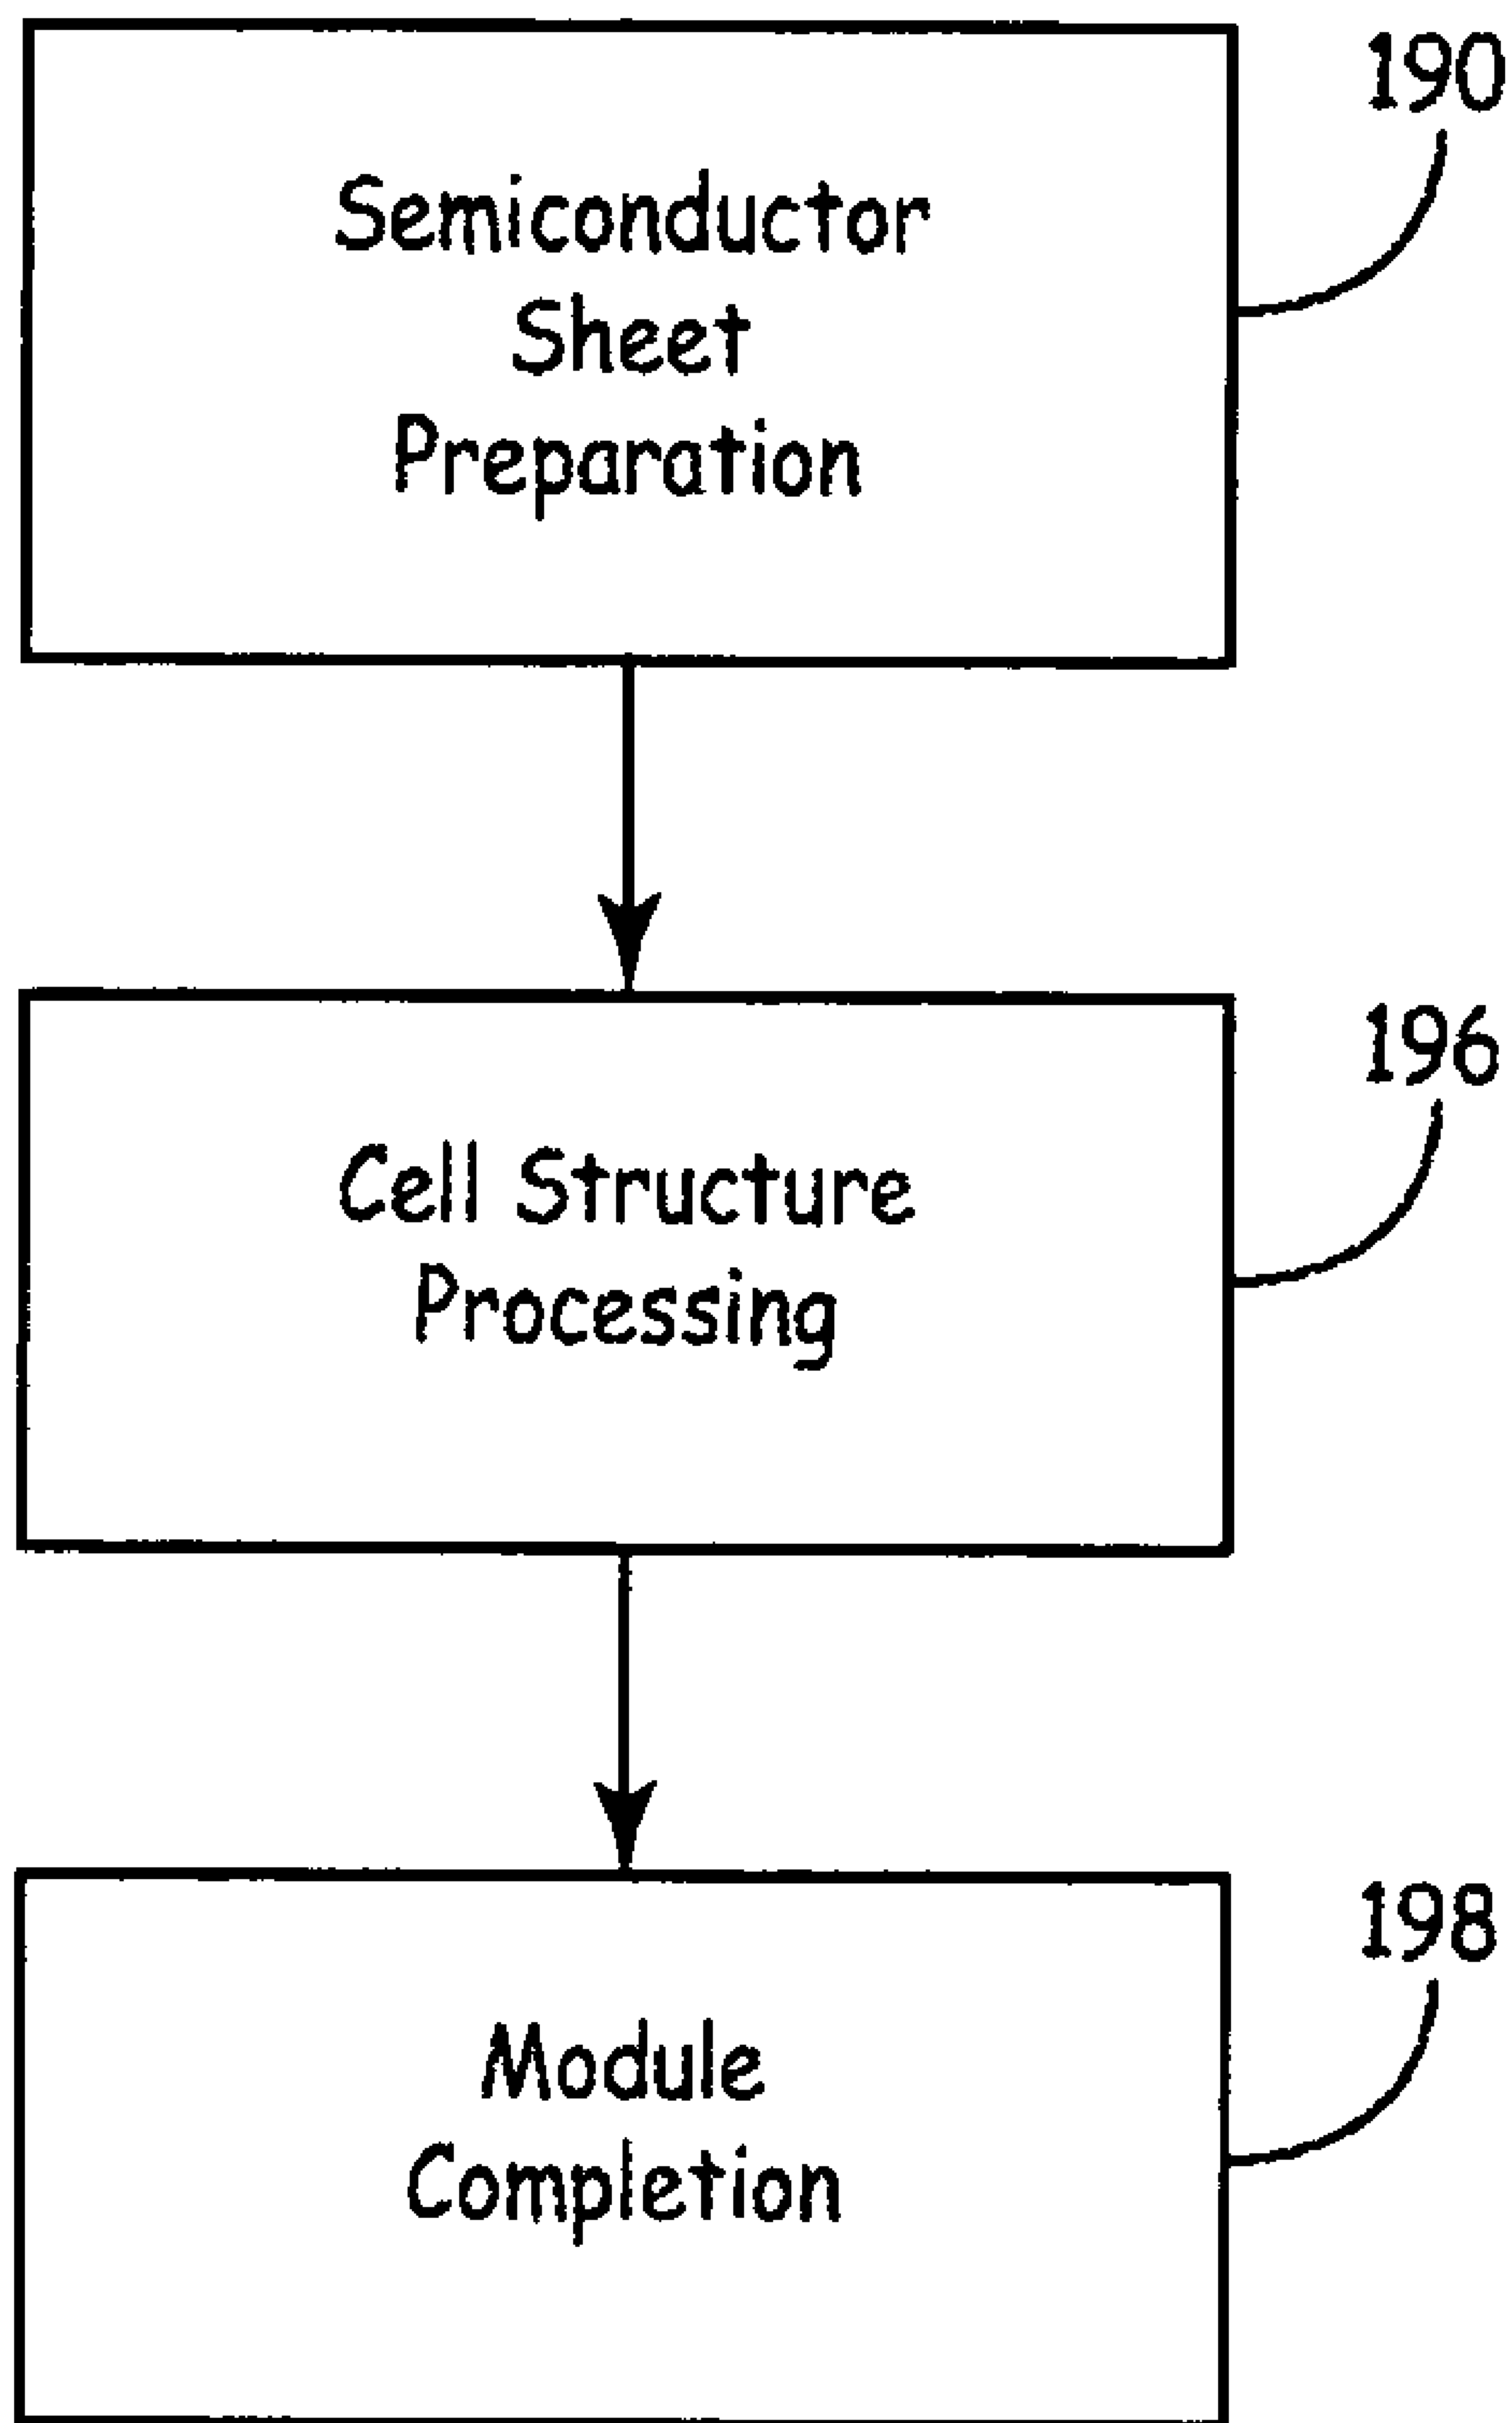 190
Semiconductor
Sheet
Preparation
196
Cell Structure
Processing
198
Module
Completion